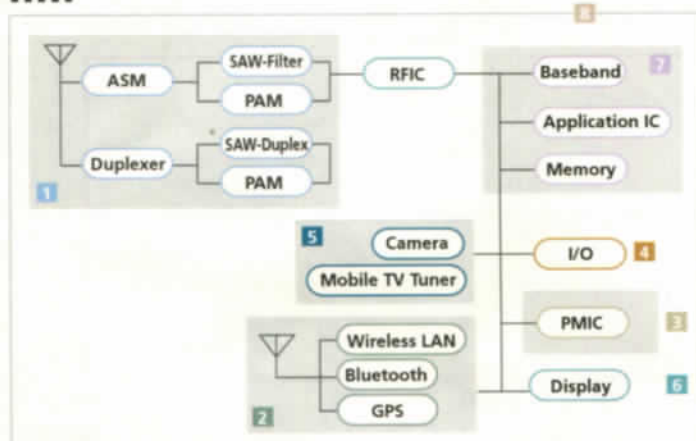 8
SAW-Filter
ASM
RFIC
PAM
Baseband
7
Application IC
Memory
SAW-Duplex
Duplexer
PAM
1
5
Camera
Mobile TV Tuner
I/O
4
PMIC
3
Wireless LAN
Bluetooth
GPS
2
Display
6